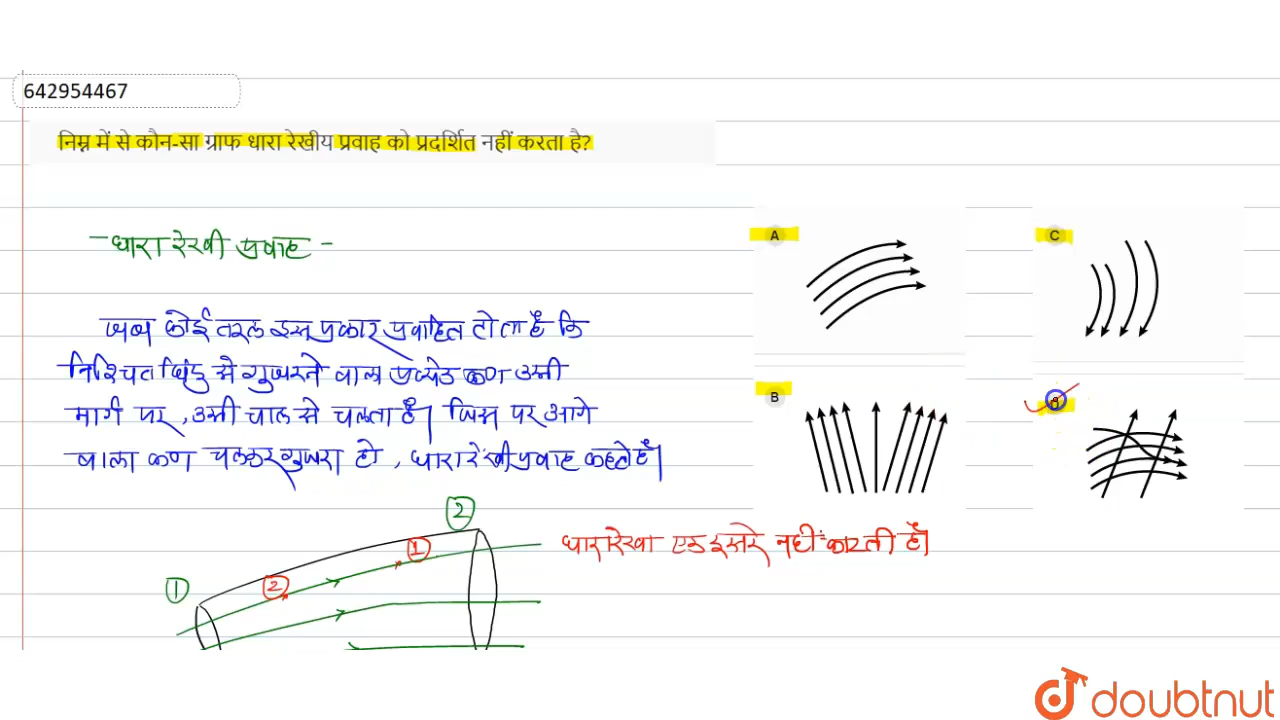 642954467
निम्न में से कौन-सा ग्राफ धारा रेखीय प्रवाह को प्रदर्शित नहीं करता है?
- धारा रेखी प्रवाह -
जब कोई तरल इस प्रकार प्रवाहित होता है कि
निश्चित बिंदु से गुजरने वाला प्रत्येक कण उसी
मार्ग पर, उसी चाल से चलता है। जिस पर आगे
वाला कण चलकर गुजरा हो, धारा रेखी प्रवाह कहते है।
A
C
B
D
2
1
2
1
धारा रेखा एक दूसरे नहीं काटती है।
doubtnut